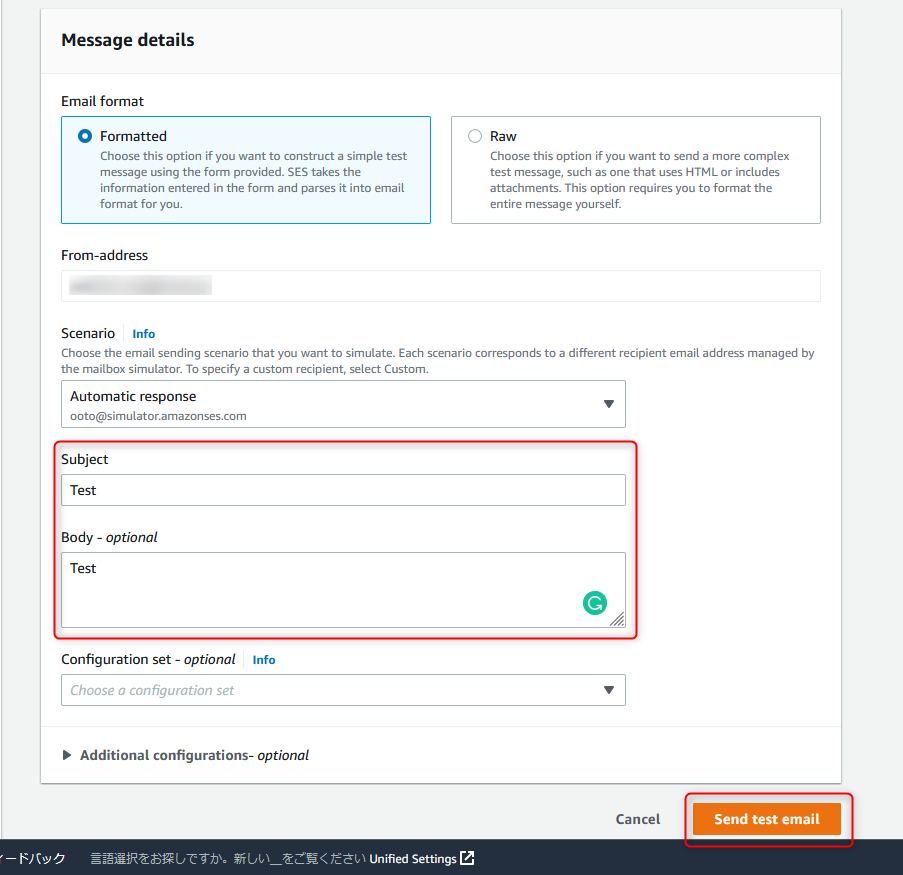 Message details
Email format
Formatted
Choose this option if you want to construct a simple test
message using the form provided. SES takes the
information entered in the form and parses it into email
format for you.
Raw
Choose this option if you want to send a more complex
test message, such as one that uses HTML or includes
attachments. This option requires you to format the
entire message yourself.
From-address
Scenario Info
Choose the email sending scenario that you want to simulate. Each scenario corresponds to a different recipient email address managed by
the mailbox simulator. To specify a custom recipient, select Custom.
Automatic response
ooto@simulator.amazonses.com
Subject
Test
Body - optional
Test
Configuration set - optional Info
Choose a configuration set
Additional configurations- optional
Cancel Send test email
ードバック 言語選択をお探しですか。新しい__をご覧ください Unified Settings